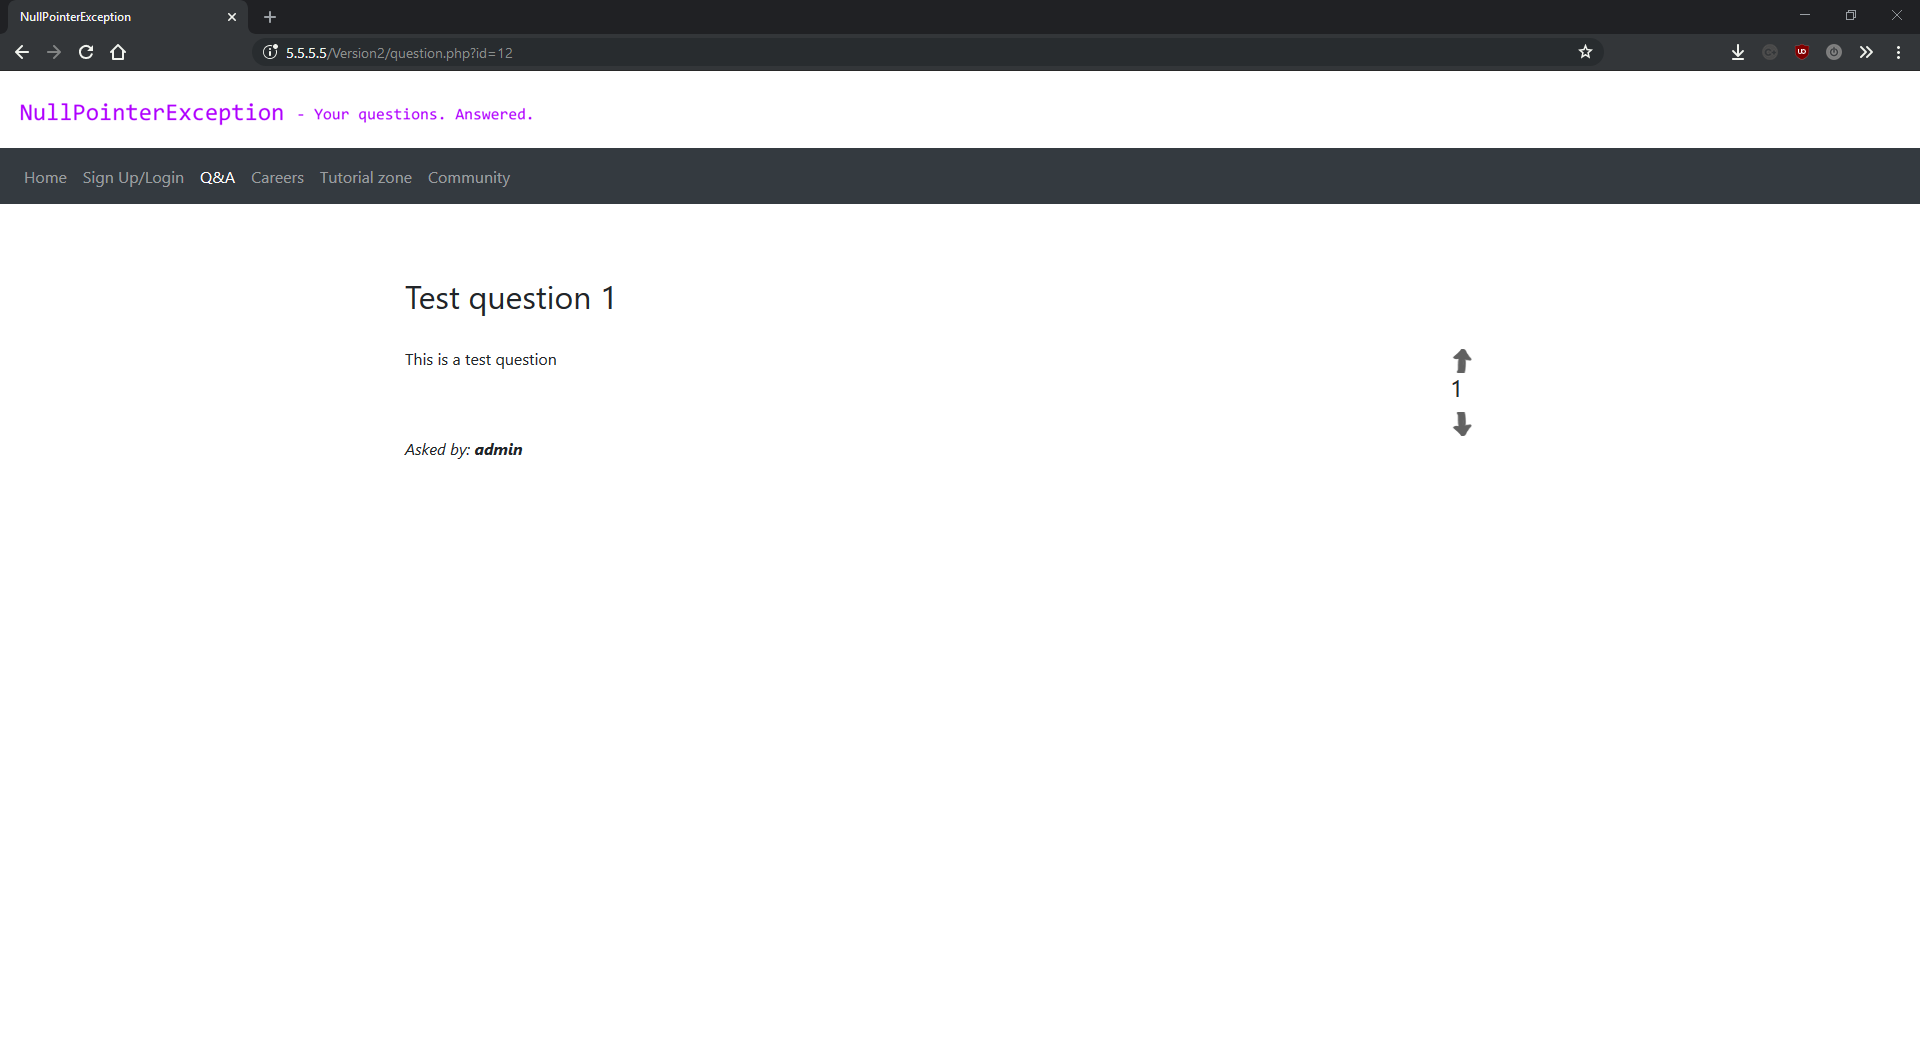 NullPointerException
5.5.5.5/Version2/question.php?id=12
NullPointerException - Your questions. Answered.
Home Sign Up/Login Q&A Careers Tutorial zone Community
Test question 1
This is a test question
1
Asked by: admin